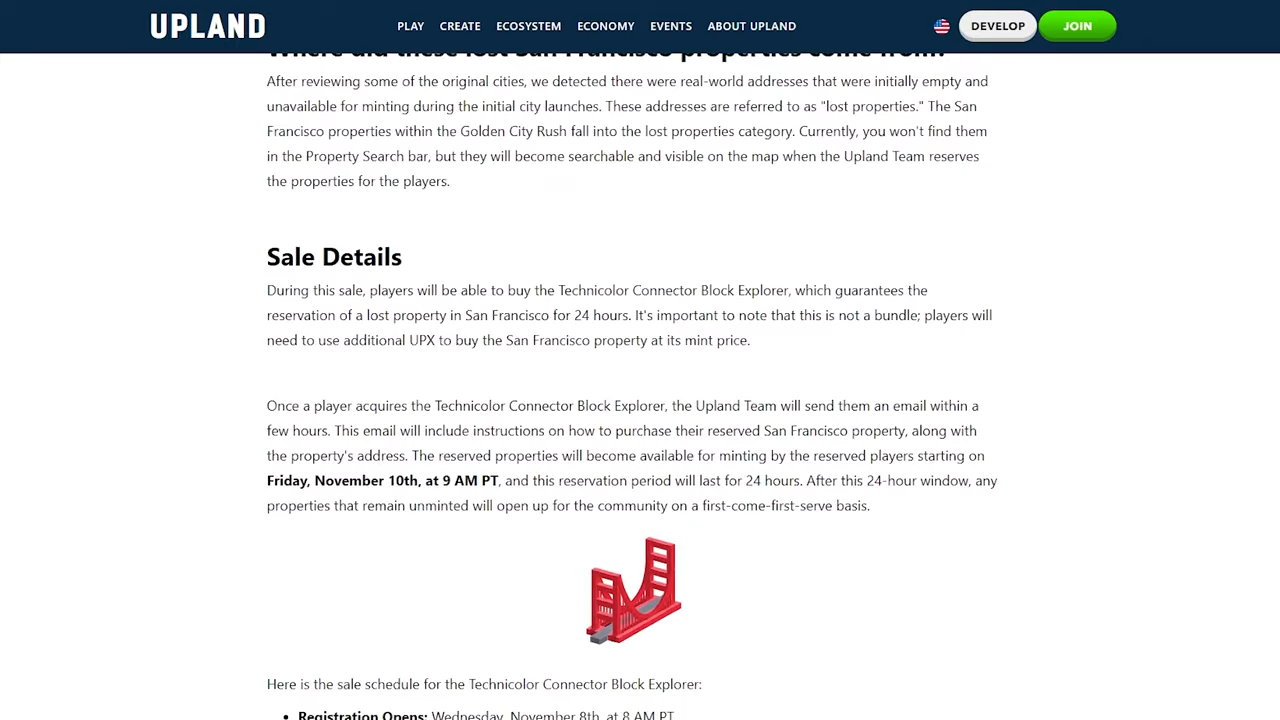 UPLAND
PLAY CREATE ECOSYSTEM ECONOMY EVENTS ABOUT UPLAND DEVELOP JOIN
Where did these lost San Francisco properties come from?
After reviewing some of the original cities, we detected there were real-world addresses that were initially empty and
unavailable for minting during the initial city launches. These addresses are referred to as "lost properties." The San
Francisco properties within the Golden City Rush fall into the lost properties category. Currently, you won't find them
in the Property Search bar, but they will become searchable and visible on the map when the Upland Team reserves
the properties for the players.
Sale Details
During this sale, players will be able to buy the Technicolor Connector Block Explorer, which guarantees the
reservation of a lost property in San Francisco for 24 hours. It's important to note that this is not a bundle; players will
need to use additional UPX to buy the San Francisco property at its mint price.
Once a player acquires the Technicolor Connector Block Explorer, the Upland Team will send them an email within a
few hours. This email will include instructions on how to purchase their reserved San Francisco property, along with
the property's address. The reserved properties will become available for minting by the reserved players starting on
Friday, November 10th, at 9 AM PT, and this reservation period will last for 24 hours. After this 24-hour window, any
properties that remain unminted will open up for the community on a first-come-first-serve basis.
Here is the sale schedule for the Technicolor Connector Block Explorer:
• Registration Opens: Wednesday, November 8th, at 8 AM PT